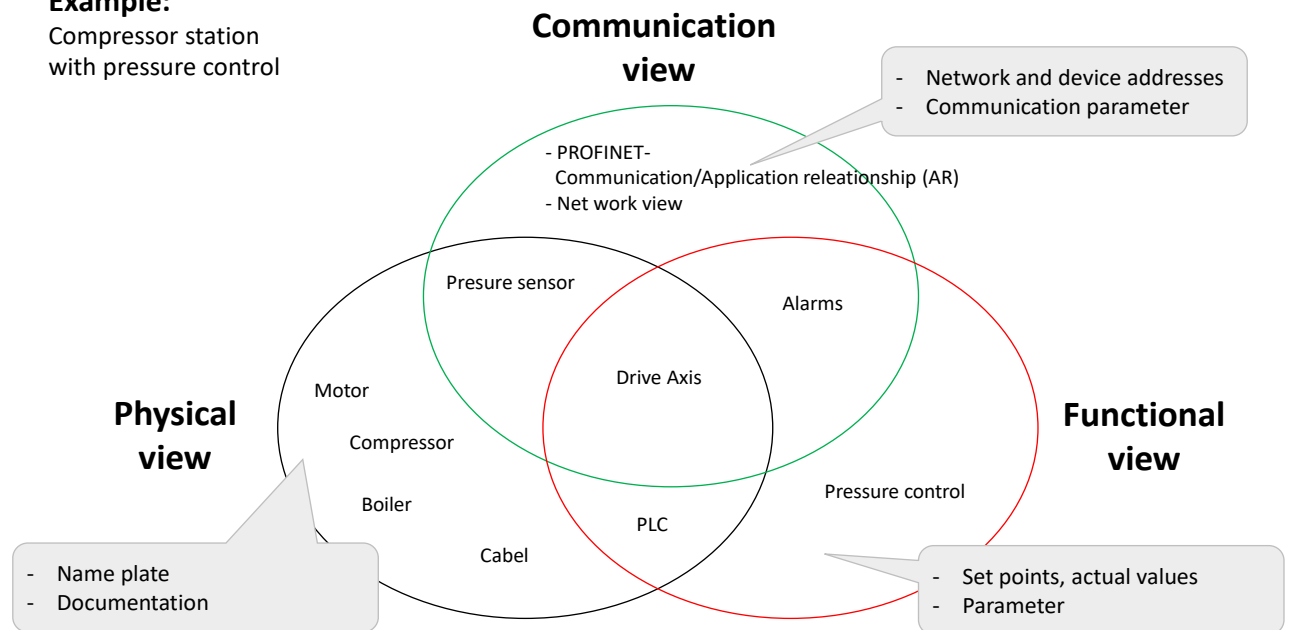 Example:
Compressor station
with pressure control
Communication
view
- Network and device addresses
- Communication parameter
- PROFINET-
Communication/Application releationship (AR)
- Net work view
Presure sensor
Alarms
Drive Axis
Motor
Physical
view
Functional
view
Compressor
Boiler
Pressure control
PLC
Cabel
- Name plate
- Documentation
- Set points, actual values
- Parameter